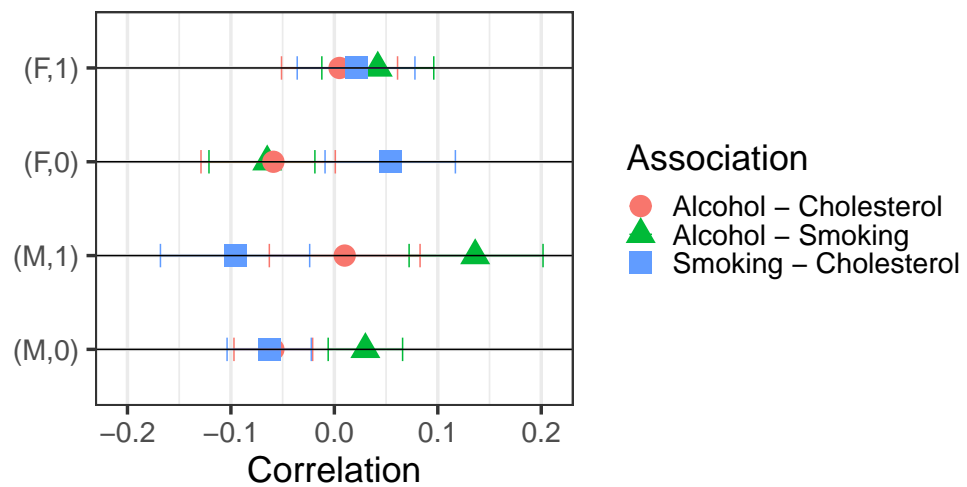 (F,1)
(F,0)
(M,1)
(M,0)
−0.2 −0.1 0.0 0.1 0.2
Correlation
Association
Alcohol − Cholesterol
Alcohol − Smoking
Smoking − Cholesterol